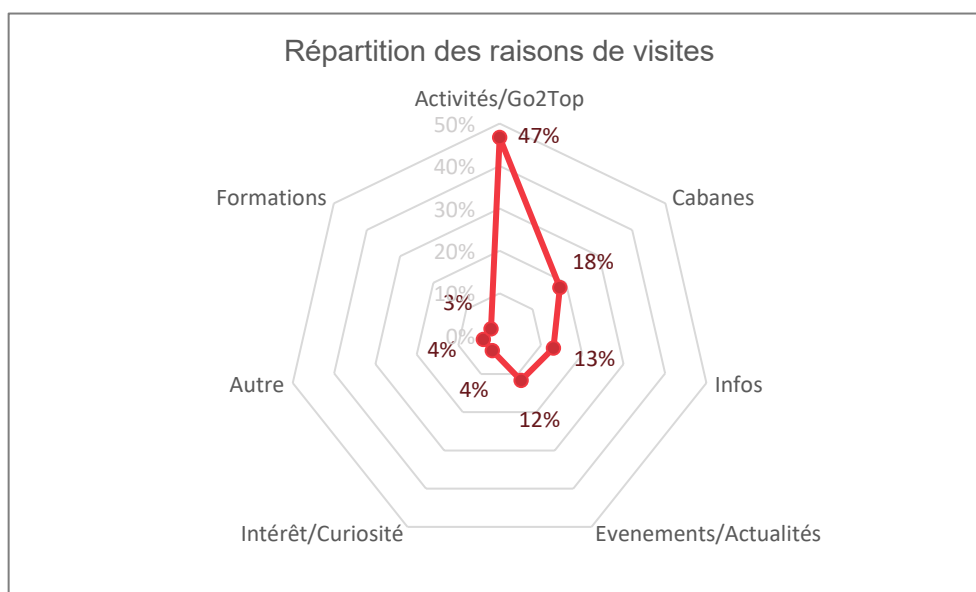 Répartition des raisons de visites
Activités/Go2Top
50%
47%
40%
Formations
Cabanes
30%
20%
18%
10%
3%
0%
4%
13%
Autre
Infos
4%
12%
Intérêt/Curiosité
Evenements/Actualités